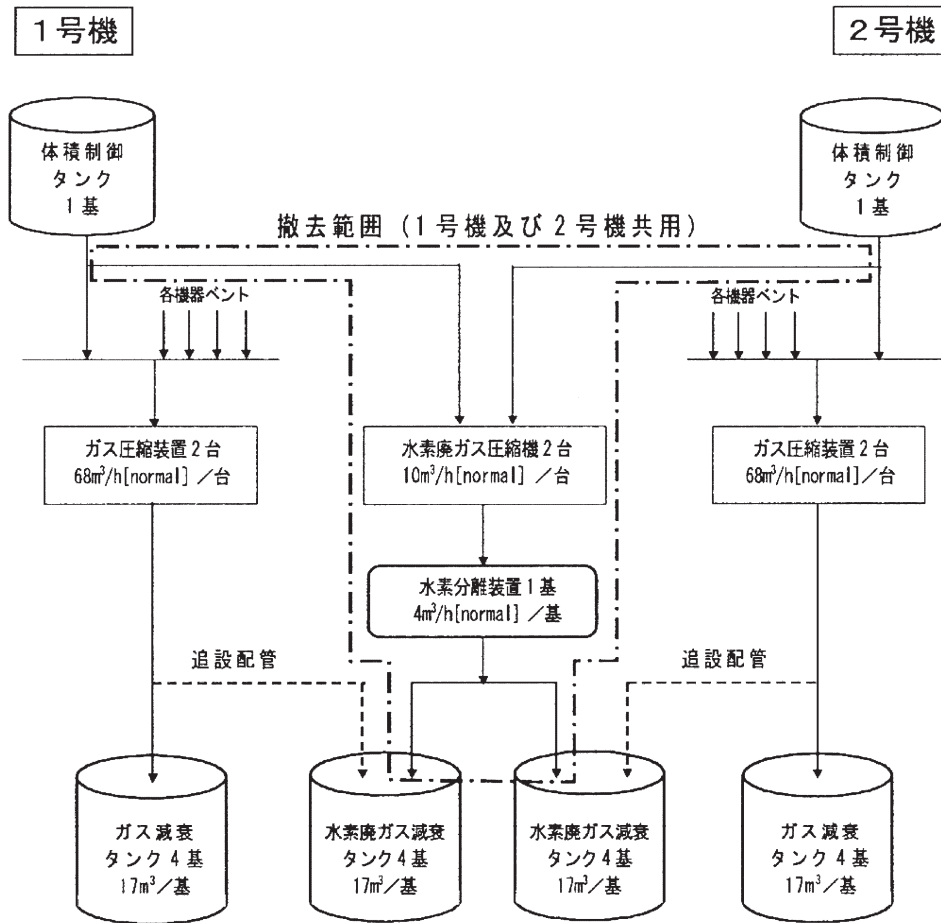 1号機
2号機
体積制御
タンク
1基
体積制御
タンク
1基
撤去範囲（1号機及び2号機共用）
各機器ベント
各機器ベント
ガス圧縮装置2台
68m³/h[normal]／台
水素廃ガス圧縮機2台
10m³/h[normal]／台
ガス圧縮装置2台
68m³/h[normal]／台
水素分離装置1基
4m³/h[normal]／基
追設配管
追設配管
ガス減衰
タンク4基
17m³／基
水素廃ガス減衰
タンク4基
17m³／基
水素廃ガス減衰
タンク4基
17m³／基
ガス減衰
タンク4基
17m³／基